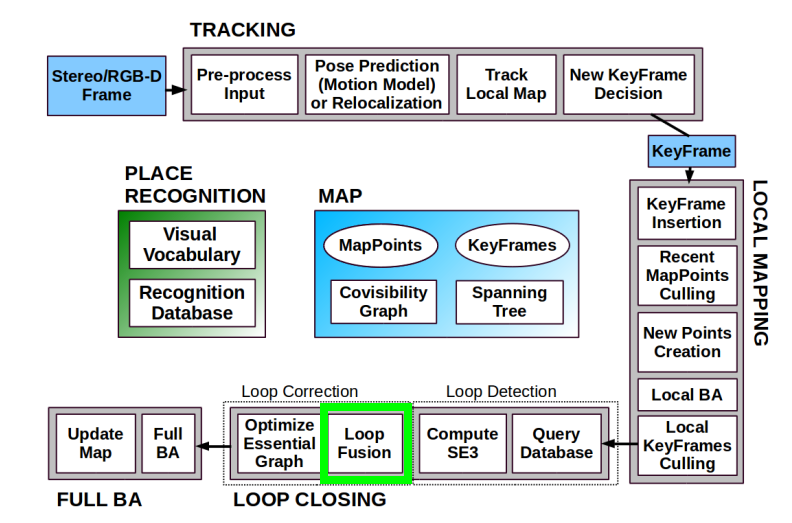 TRACKING
Stereo/RGB-D
Frame
Pre-process
Input
Pose Prediction
(Motion Model)
or Relocalization
Track
Local Map
New KeyFrame
Decision
KeyFrame
PLACE
RECOGNITION
Visual
Vocabulary
Recognition
Database
MAP
MapPoints
KeyFrames
Covisibility
Graph
Spanning
Tree
LOCAL MAPPING
KeyFrame
Insertion
Recent
MapPoints
Culling
New Points
Creation
Local BA
Local
KeyFrames
Culling
Loop Correction
Loop Detection
Update
Map
Full
BA
Optimize
Essential
Graph
Loop
Fusion
Compute
SE3
Query
Database
FULL BA
LOOP CLOSING